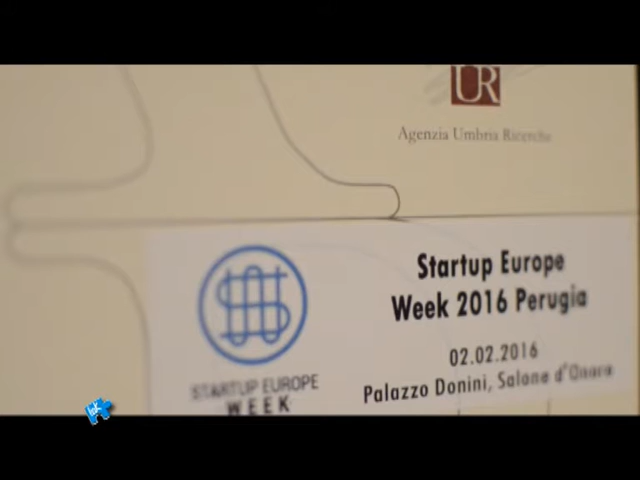 UR
Agenzia Umbria Ricerche
Startup Europe
Week 2016 Perugia
02.02.2016
Palazzo Donini, Salone d'Onore
STARTUP EUROPE
WEEK
link